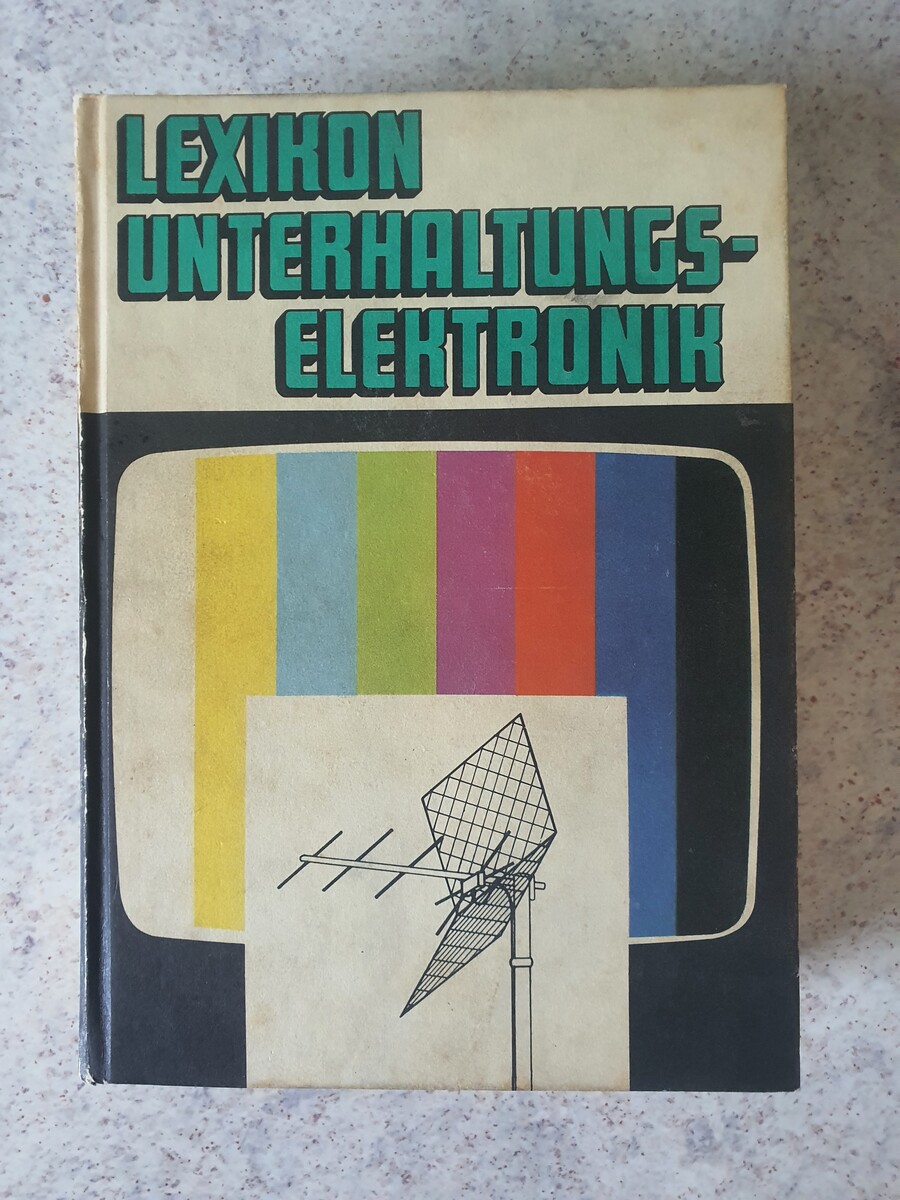 LEXIKON
UNTERHALTUNGS-
ELEKTRONIK